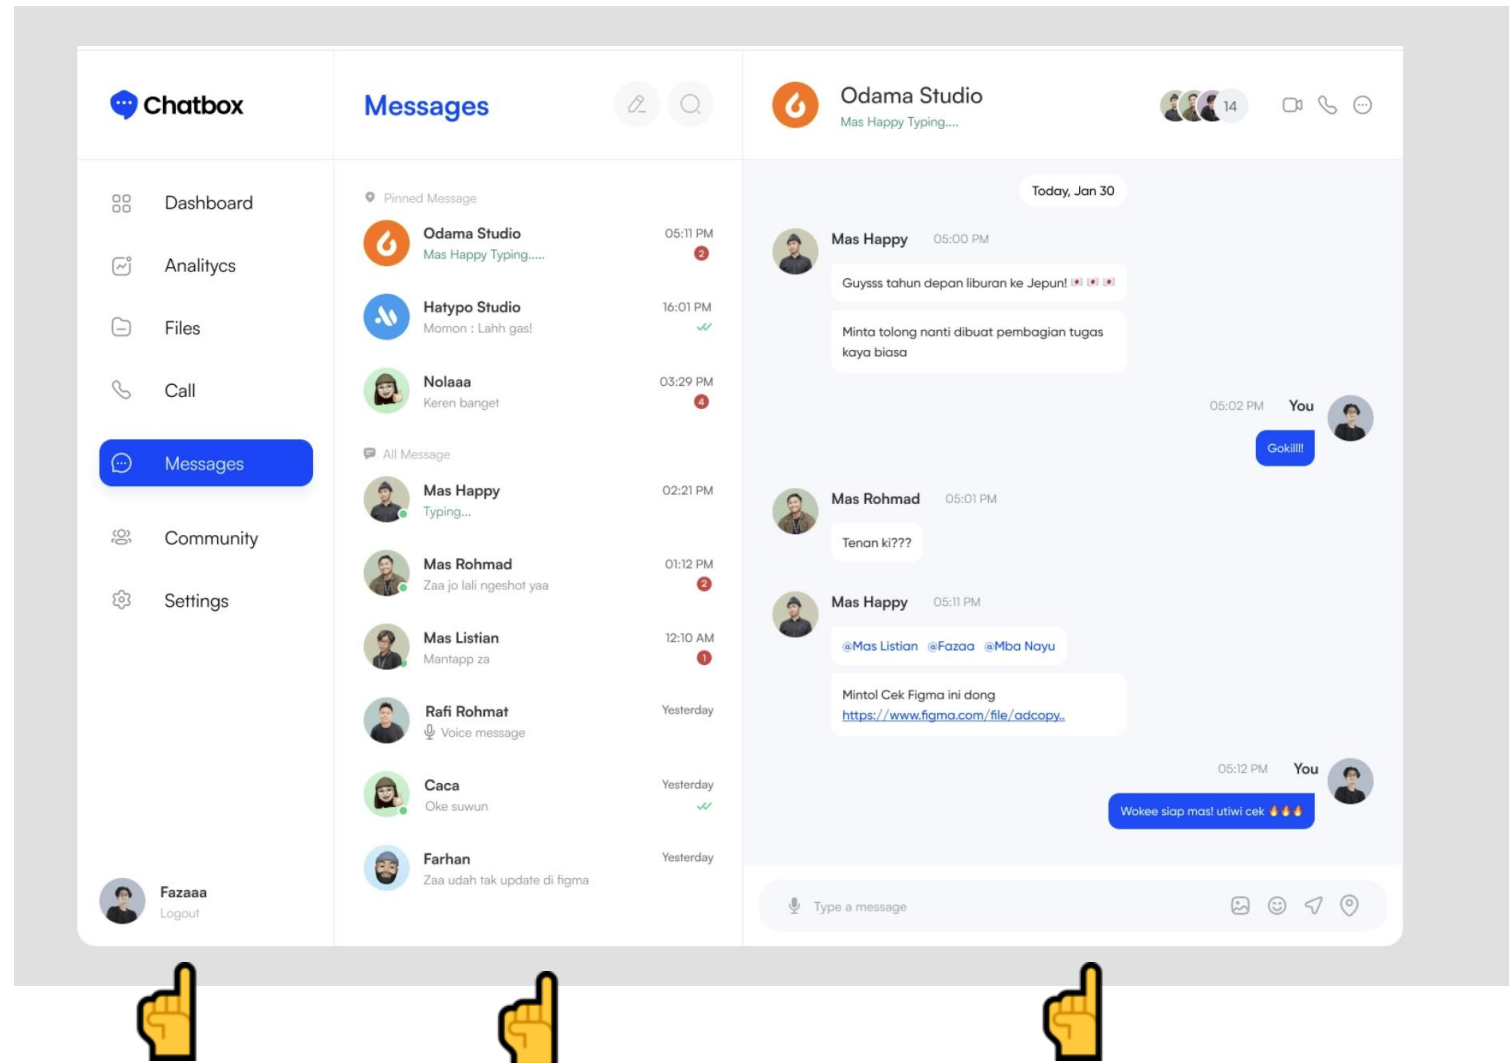 Chatbox
Dashboard
Analitycs
Files
Call
Messages
Community
Settings
Fazaaa
Logout
Messages
Pinned Message
Odama Studio 05:11 PM
Mas Happy Typing..... 2
Hatypo Studio 16:01 PM
Momon : Lahh gas!
Nolaaa 03:29 PM
Keren banget 4
All Message
Mas Happy 02:21 PM
Typing...
Mas Rohmad 01:12 PM
Zaa jo lali ngeshot yaa 2
Mas Listian 12:10 AM
Mantapp za 1
Rafi Rohmat Yesterday
Voice message
Caca Yesterday
Oke suwun
Farhan Yesterday
Zaa udah tak update di figma
Odama Studio
Mas Happy Typing....
14
Today, Jan 30
Mas Happy 05:00 PM
Guysss tahun depan liburan ke Jepun! 🇯🇵 🇯🇵 🇯🇵
Minta tolong nanti dibuat pembagian tugas
kaya biasa
05:02 PM You
Gokilll!
Mas Rohmad 05:01 PM
Tenan ki???
Mas Happy 05:11 PM
@Mas Listian @Fazaa @Mba Nayu
Mintol Cek Figma ini dong
https://www.figma.com/file/adcopy..
05:12 PM You
Wokee siap mas! utiwi cek 🔥🔥🔥
Type a message